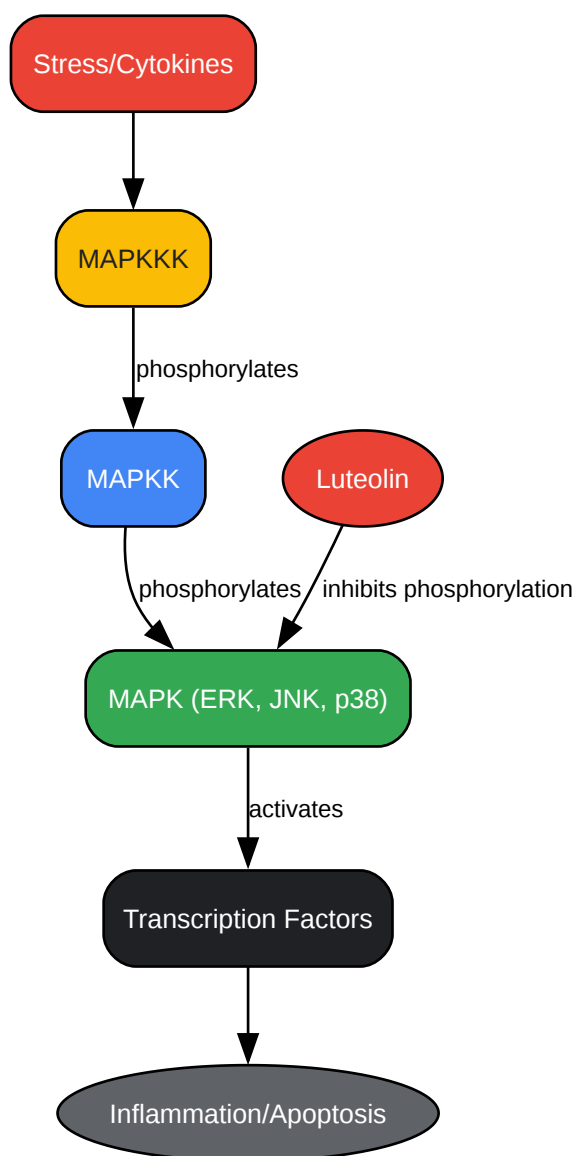 Stress/Cytokines
MAPKKK
phosphorylates
MAPKK
Luteolin
phosphorylates
inhibits phosphorylation
MAPK (ERK, JNK, p38)
activates
Transcription Factors
Inflammation/Apoptosis